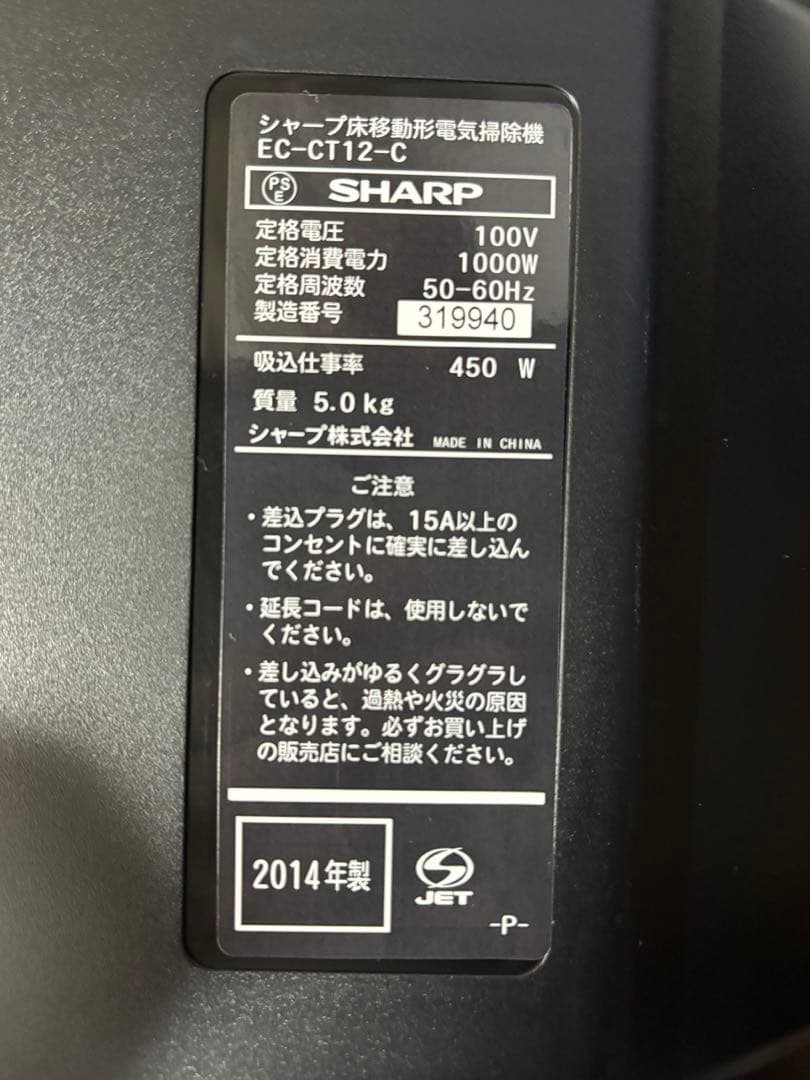 シャープ床移動形電気掃除機
EC-CT12-C
PSE SHARP
定格電圧 100V
定格消費電力 1000W
定格周波数 50-60Hz
製造番号 319940
吸込仕事率 450 W
質量 5.0kg
シャープ株式会社 MADE IN CHINA
ご注意
・差込プラグは、15A以上の
コンセントに確実に差し込ん
でください。
・延長コードは、使用しないで
ください。
・差し込みがゆるくグラグラし
ていると、過熱や火災の原因
となります。必ずお買い上げ
の販売店にご相談ください。
2014年製
JET
-P-